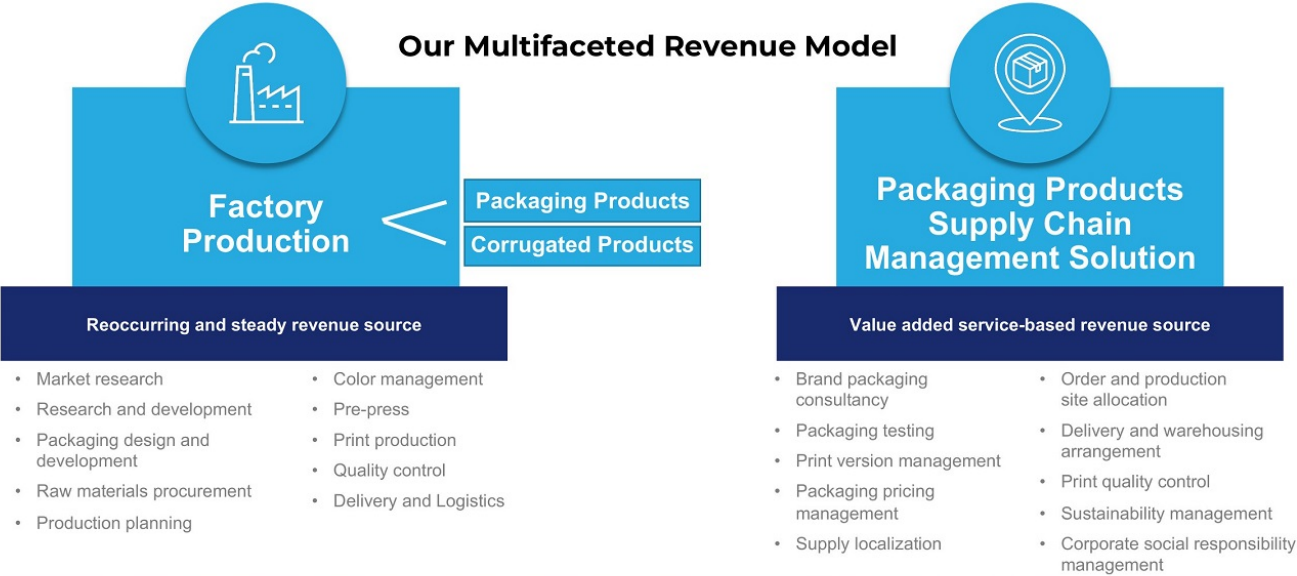 Our Multifaceted Revenue Model
Factory
Production
Packaging Products
Corrugated Products
Reoccurring and steady revenue source
• Market research
• Research and development
• Packaging design and
development
• Raw materials procurement
• Production planning
• Color management
• Pre-press
• Print production
• Quality control
• Delivery and Logistics
Packaging Products
Supply Chain
Management Solution
Value added service-based revenue source
• Brand packaging
consultancy
• Packaging testing
• Print version management
• Packaging pricing
management
• Supply localization
• Order and production
site allocation
• Delivery and warehousing
arrangement
• Print quality control
• Sustainability management
• Corporate social responsibility
management